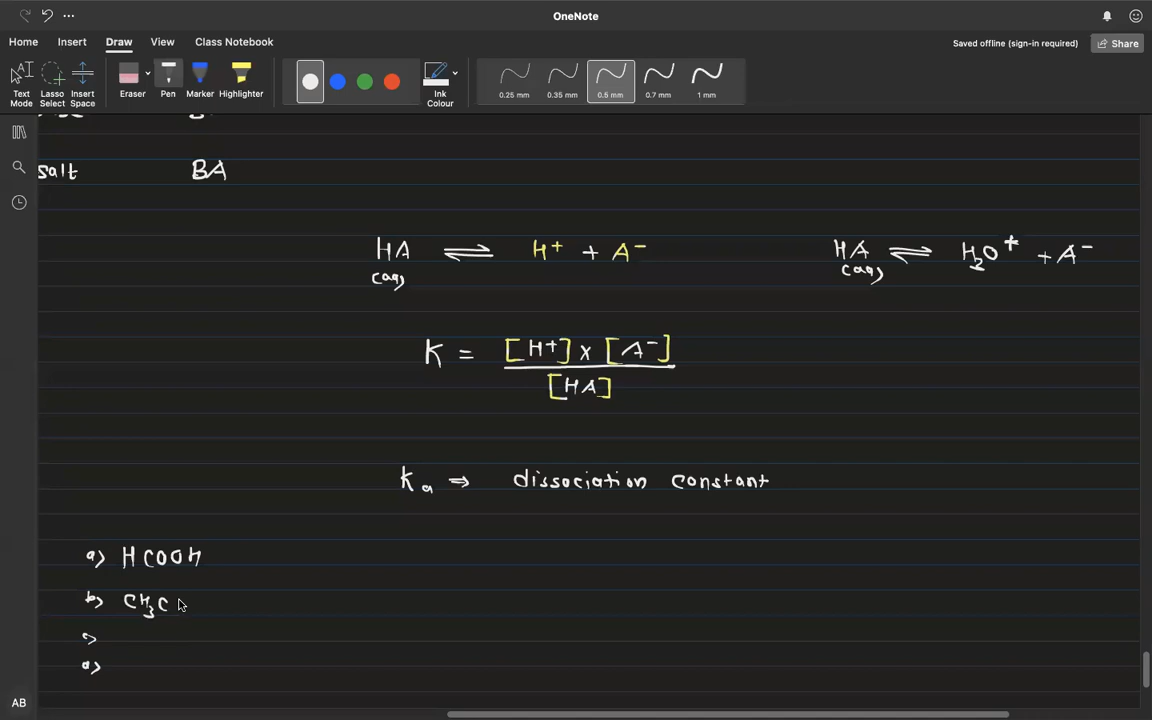 OneNote
Home Insert Draw View Class Notebook
Saved offline (sign-in required) Share
Text Mode
Lasso Select
Insert Space
Eraser
Pen
Marker
Highlighter
Ink Colour
0.25 mm
0.35 mm
0.5 mm
0.7 mm
1 mm
salt BA
HA ⇌ H⁺ + A⁻ HA ⇌ H₃O⁺ + A⁻
(aq) (aq)
K = [H⁺] x [A⁻]
[HA]
Ka ⇒ dissociation constant
a) HCOOH
b) CH₃C
c)
d)
AB